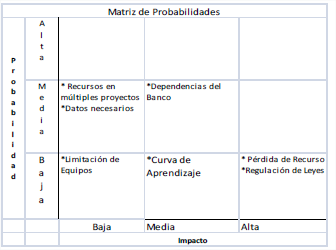 Matriz de Probabilidades
Probabilidad
Alta
Media
* Recursos en
múltiples proyectos
*Datos necesarios
*Dependencias del
Banco
Baja
*Limitación de
Equipos
*Curva de
Aprendizaje
* Pérdida de Recurso
*Regulación de Leyes
Baja Media Alta
Impacto